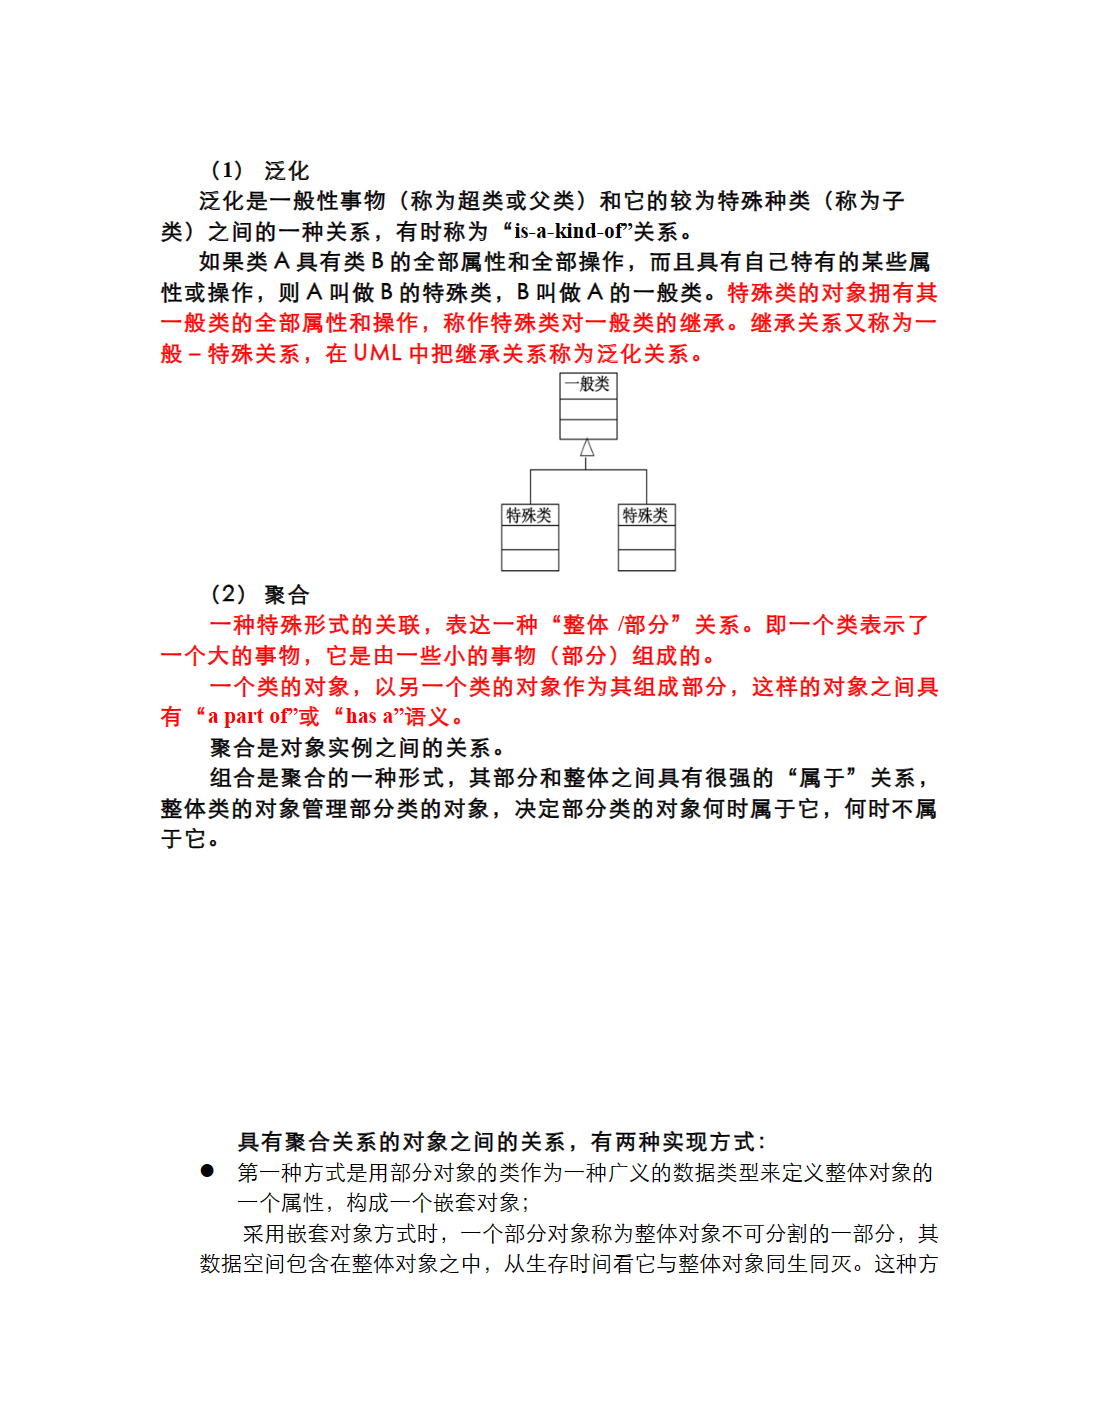 （1） 泛化
泛化是一般性事物（称为超类或父类）和它的较为特殊种类（称为子
类）之间的一种关系，有时称为“is-a-kind-of”关系。
如果类 A 具有类 B 的全部属性和全部操作，而且具有自己特有的某些属
性或操作，则 A 叫做 B 的特殊类，B 叫做 A 的一般类。特殊类的对象拥有其
一般类的全部属性和操作，称作特殊类对一般类的继承。继承关系又称为一
般 – 特殊关系，在 UML 中把继承关系称为泛化关系。
一般类
特殊类 特殊类
（2） 聚合
一种特殊形式的关联，表达一种“整体 /部分”关系。即一个类表示了
一个大的事物，它是由一些小的事物（部分）组成的。
一个类的对象，以另一个类的对象作为其组成部分，这样的对象之间具
有“a part of”或“has a”语义。
聚合是对象实例之间的关系。
组合是聚合的一种形式，其部分和整体之间具有很强的“属于”关系，
整体类的对象管理部分类的对象，决定部分类的对象何时属于它，何时不属
于它。
具有聚合关系的对象之间的关系，有两种实现方式：
● 第一种方式是用部分对象的类作为一种广义的数据类型来定义整体对象的
一个属性，构成一个嵌套对象；
采用嵌套对象方式时，一个部分对象称为整体对象不可分割的一部分，其
数据空间包含在整体对象之中，从生存时间看它与整体对象同生同灭。这种方